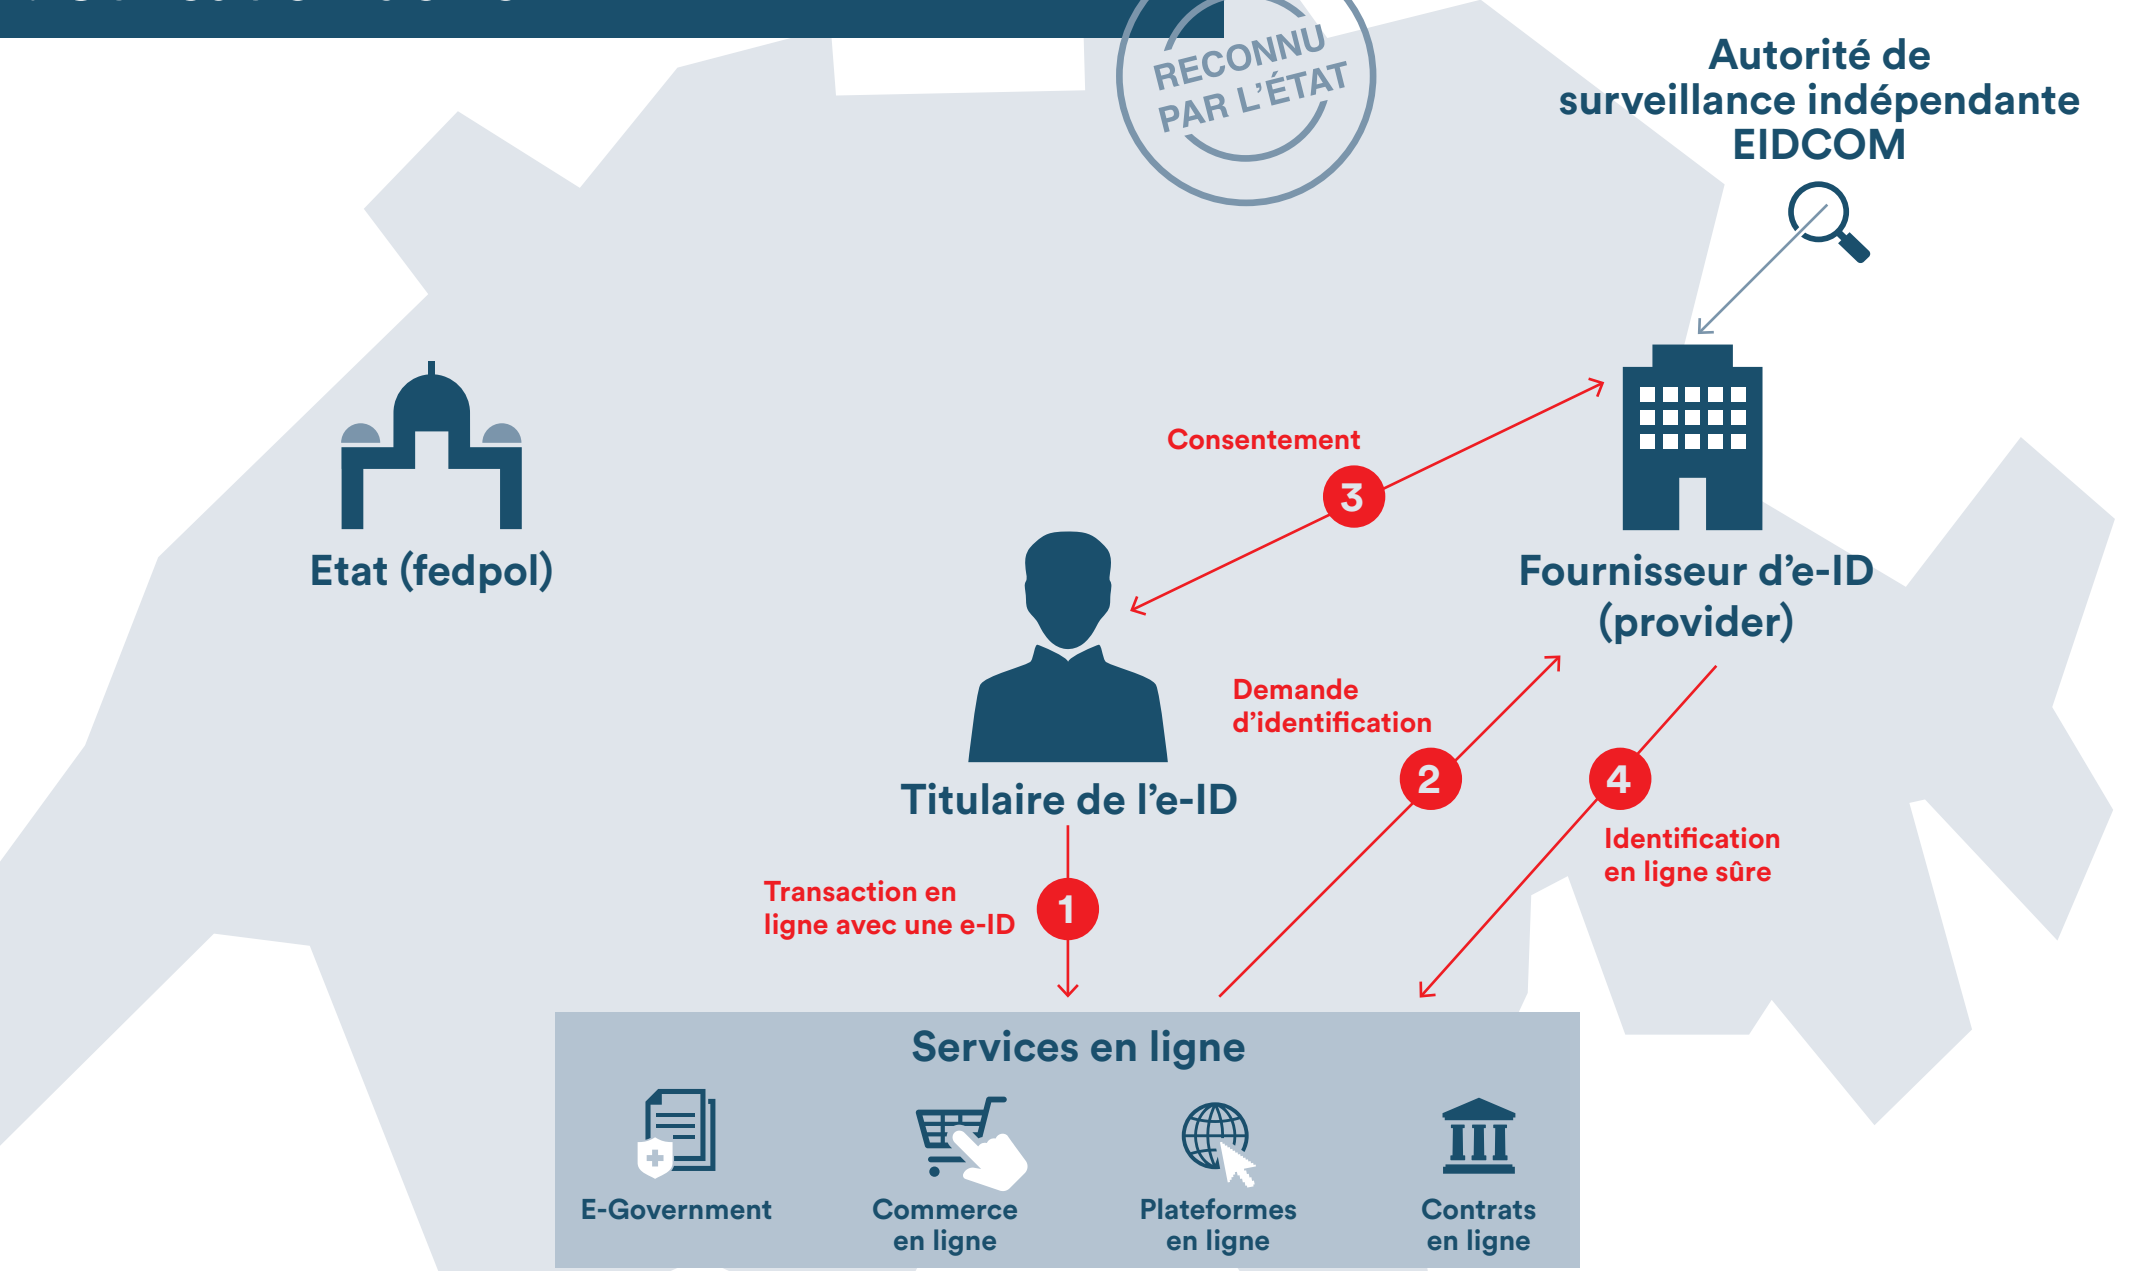 RECONNU
PAR L’ÉTAT
Autorité de
surveillance indépendante
EIDCOM
Consentement
3
Etat (fedpol)
Fournisseur d’e-ID
(provider)
Demande
d’identification
2
4
Titulaire de l’e-ID
Identification
en ligne sûre
Transaction en
ligne avec une e-ID
1
Services en ligne
E-Government
Commerce
en ligne
Plateformes
en ligne
Contrats
en ligne